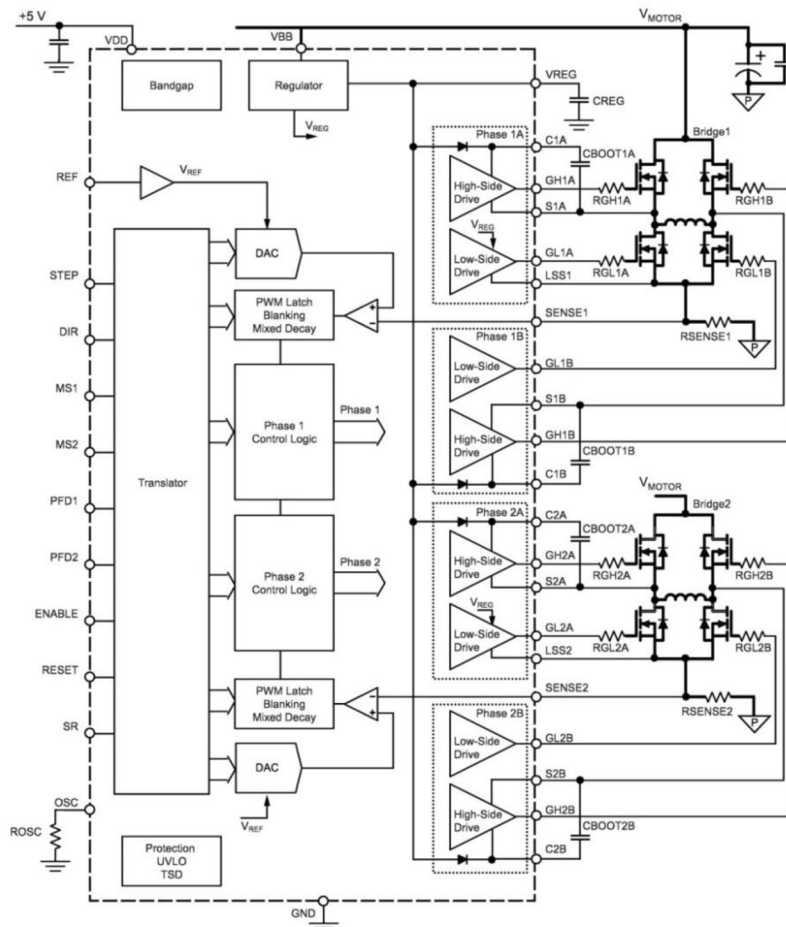 +5 V
VDD
VBB
V MOTOR
Bandgap
Regulator
VREG
CREG
VREG
P
Phase 1A
C1A
CBOOT1A
Bridge1
REF
VREF
High-Side
Drive
GH1A
RGH1A
RGH1B
S1A
DAC
VREG
Low-Side
Drive
GL1A
RGL1A
RGL1B
LSS1
STEP
PWM Latch
Blanking
Mixed Decay
+
−
SENSE1
RSENSE1
P
DIR
Phase 1B
Low-Side
Drive
GL1B
MS1
Phase 1
Control Logic
Phase 1
S1B
High-Side
Drive
GH1B
CBOOT1B
MS2
C1B
Translator
VMOTOR
Bridge2
PFD1
Phase 2A
C2A
CBOOT2A
PFD2
Phase 2
Control Logic
Phase 2
High-Side
Drive
GH2A
RGH2A
RGH2B
S2A
ENABLE
VREG
Low-Side
Drive
GL2A
RGL2A
RGL2B
LSS2
RESET
PWM Latch
Blanking
Mixed Decay
−
+
SENSE2
RSENSE2
P
SR
Phase 2B
Low-Side
Drive
GL2B
DAC
S2B
OSC
VREF
High-Side
Drive
GH2B
CBOOT2B
ROSC
C2B
Protection
UVLO
TSD
GND